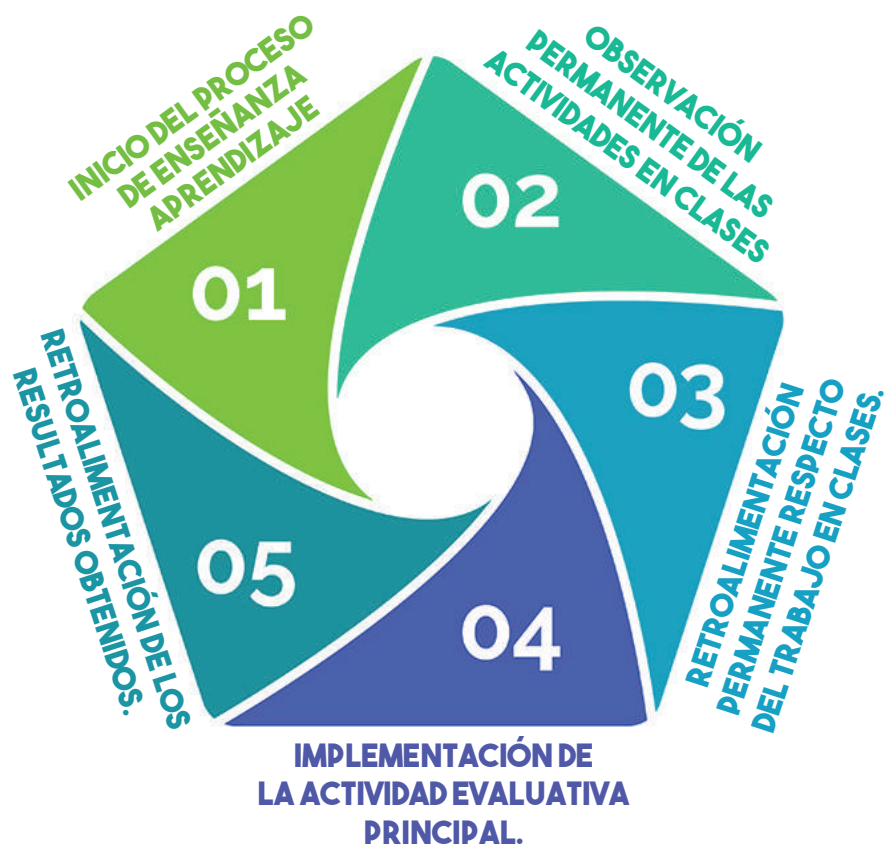 INICIO DEL PROCESO
DE ENSEÑANZA
APRENDIZAJE
01
OBSERVACIÓN
PERMANENTE DE LAS
ACTIVIDADES EN CLASES
02
RETROALIMENTACIÓN
PERMANENTE RESPECTO
DEL TRABAJO EN CLASES.
03
IMPLEMENTACIÓN DE
LA ACTIVIDAD EVALUATIVA
PRINCIPAL.
04
RETROALIMENTACIÓN DE LOS
RESULTADOS OBTENIDOS.
05